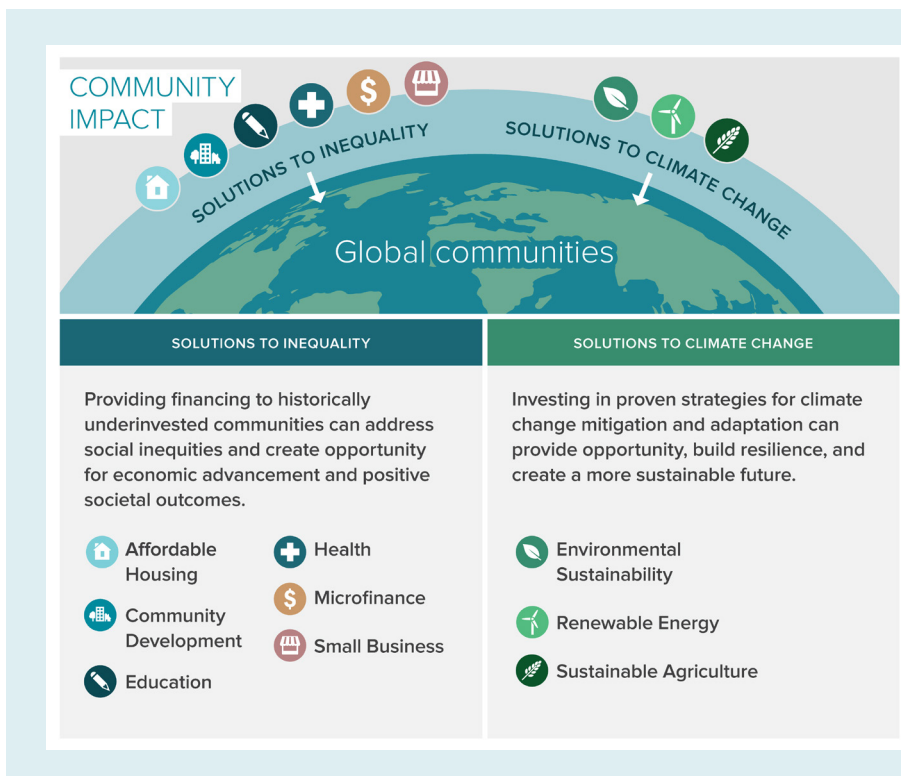 COMMUNITY
IMPACT
SOLUTIONS TO INEQUALITY
SOLUTIONS TO CLIMATE CHANGE
Global communities
SOLUTIONS TO INEQUALITY
Providing financing to historically
underinvested communities can address
social inequities and create opportunity
for economic advancement and positive
societal outcomes.
Affordable
Housing
Community
Development
Education
Health
Microfinance
Small Business
SOLUTIONS TO CLIMATE CHANGE
Investing in proven strategies for climate
change mitigation and adaptation can
provide opportunity, build resilience, and
create a more sustainable future.
Environmental
Sustainability
Renewable Energy
Sustainable Agriculture